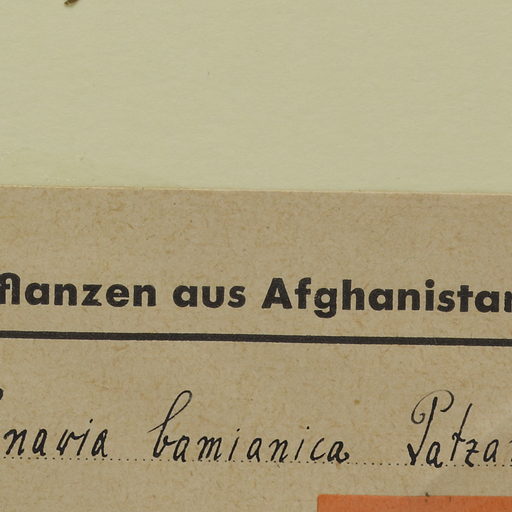 flanzen aus Afghanistan
naria bamianica Patza